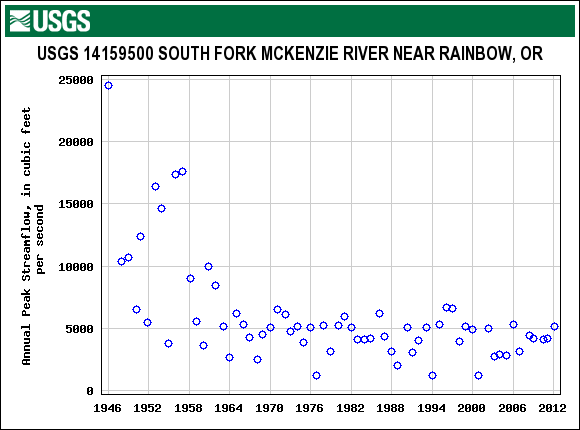 USGS
USGS 14159500 SOUTH FORK MCKENZIE RIVER NEAR RAINBOW, OR
Annual Peak Streamflow, in cubic feet
per second
25000
20000
15000
10000
5000
0
1946 1952 1958 1964 1970 1976 1982 1988 1994 2000 2006 2012